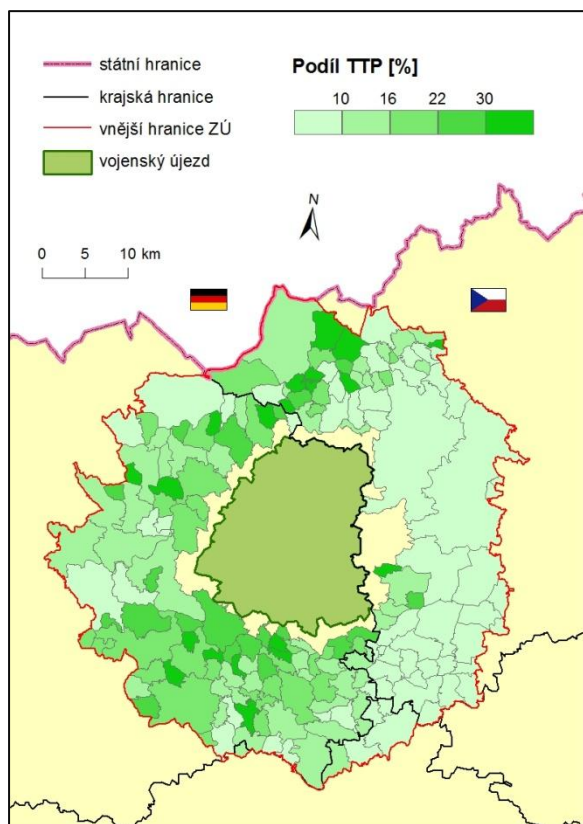 státní hranice
krajská hranice
vnější hranice ZÚ
vojenský újezd
Podíl TTP [%]
10 16 22 30
N
0 5 10 km